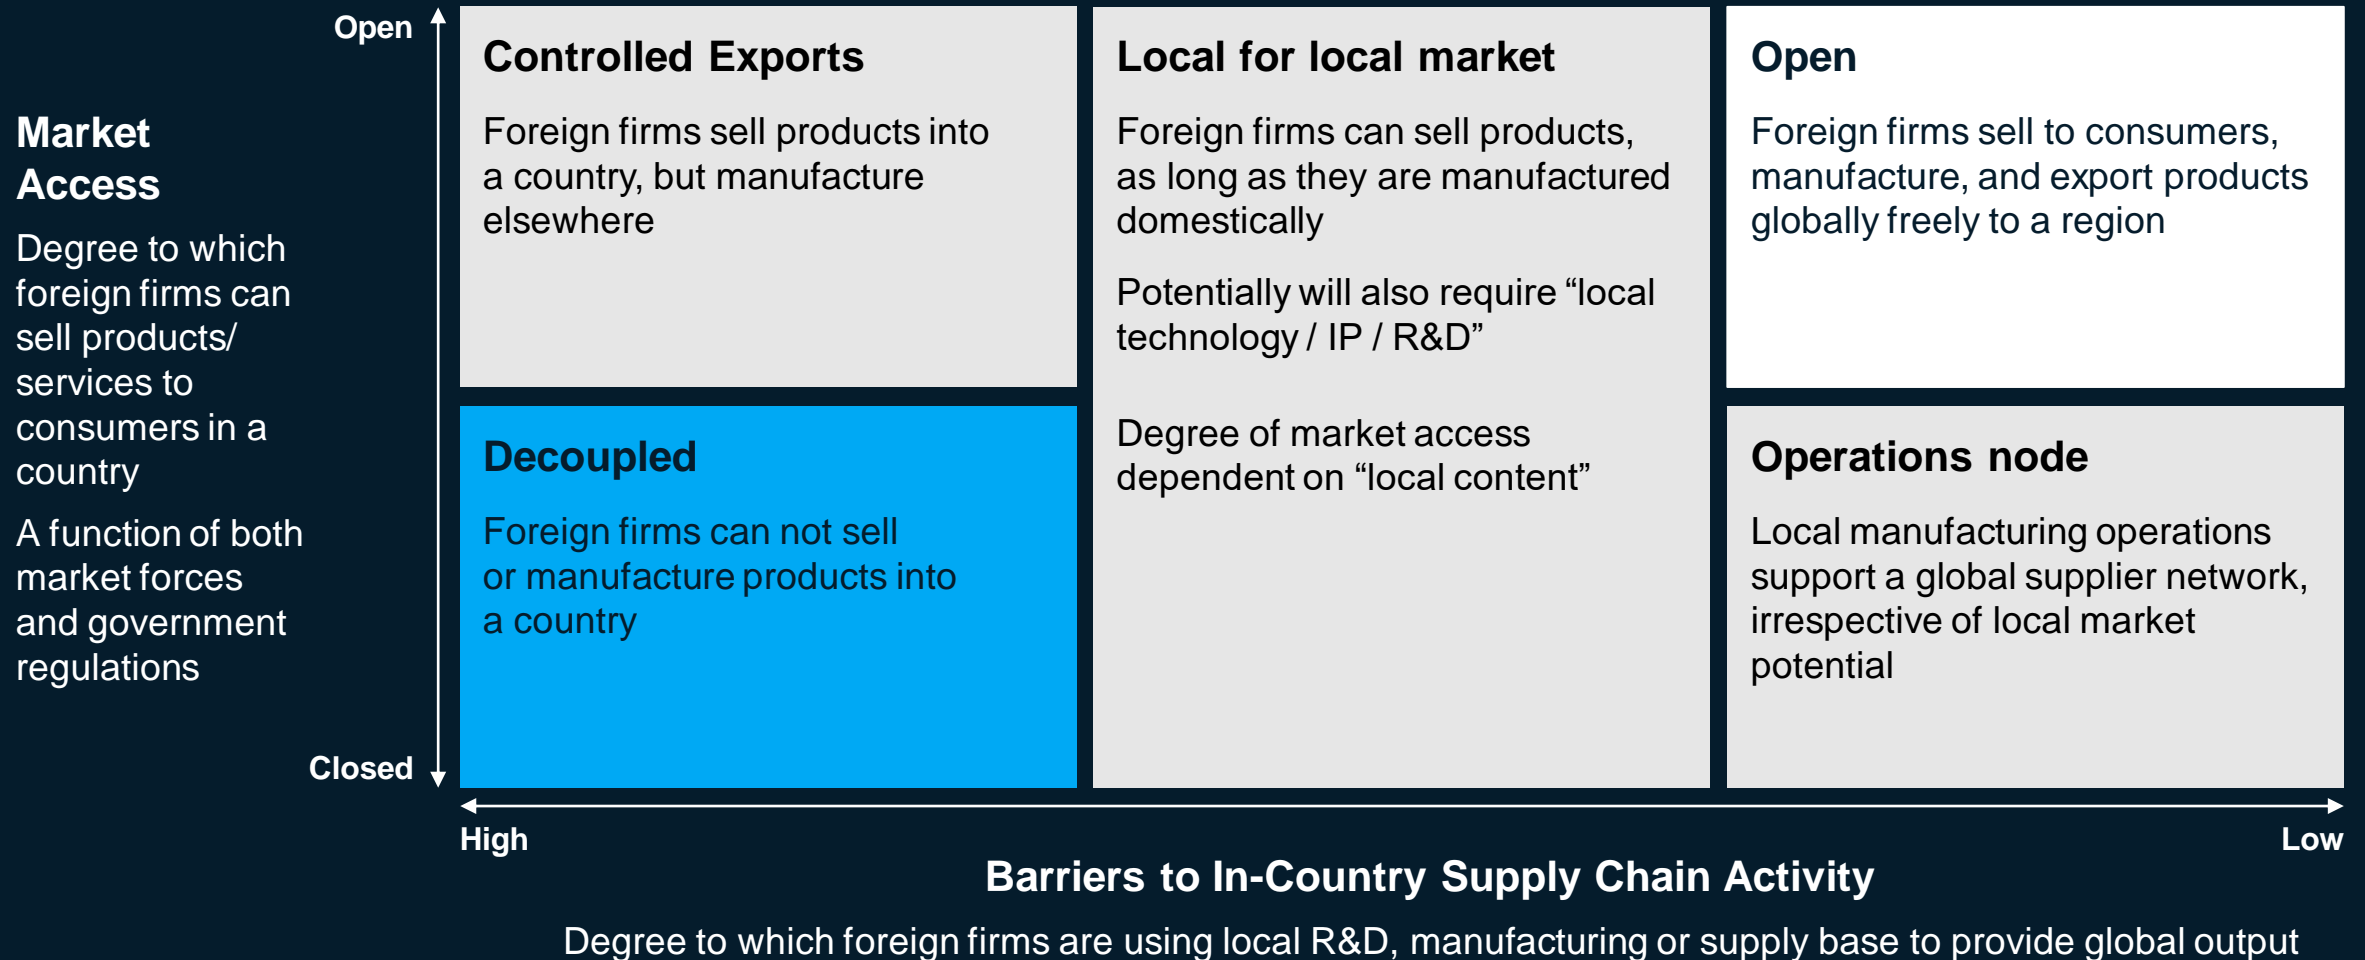 Open
Market
Access
Degree to which
foreign firms can
sell products/
services to
consumers in a
country
A function of both
market forces
and government
regulations
Closed
Controlled Exports
Foreign firms sell products into
a country, but manufacture
elsewhere
Local for local market
Foreign firms can sell products,
as long as they are manufactured
domestically
Potentially will also require “local
technology / IP / R&D”
Degree of market access
dependent on “local content”
Open
Foreign firms sell to consumers,
manufacture, and export products
globally freely to a region
Decoupled
Foreign firms can not sell
or manufacture products into
a country
Operations node
Local manufacturing operations
support a global supplier network,
irrespective of local market
potential
High
Low
Barriers to In-Country Supply Chain Activity
Degree to which foreign firms are using local R&D, manufacturing or supply base to provide global output